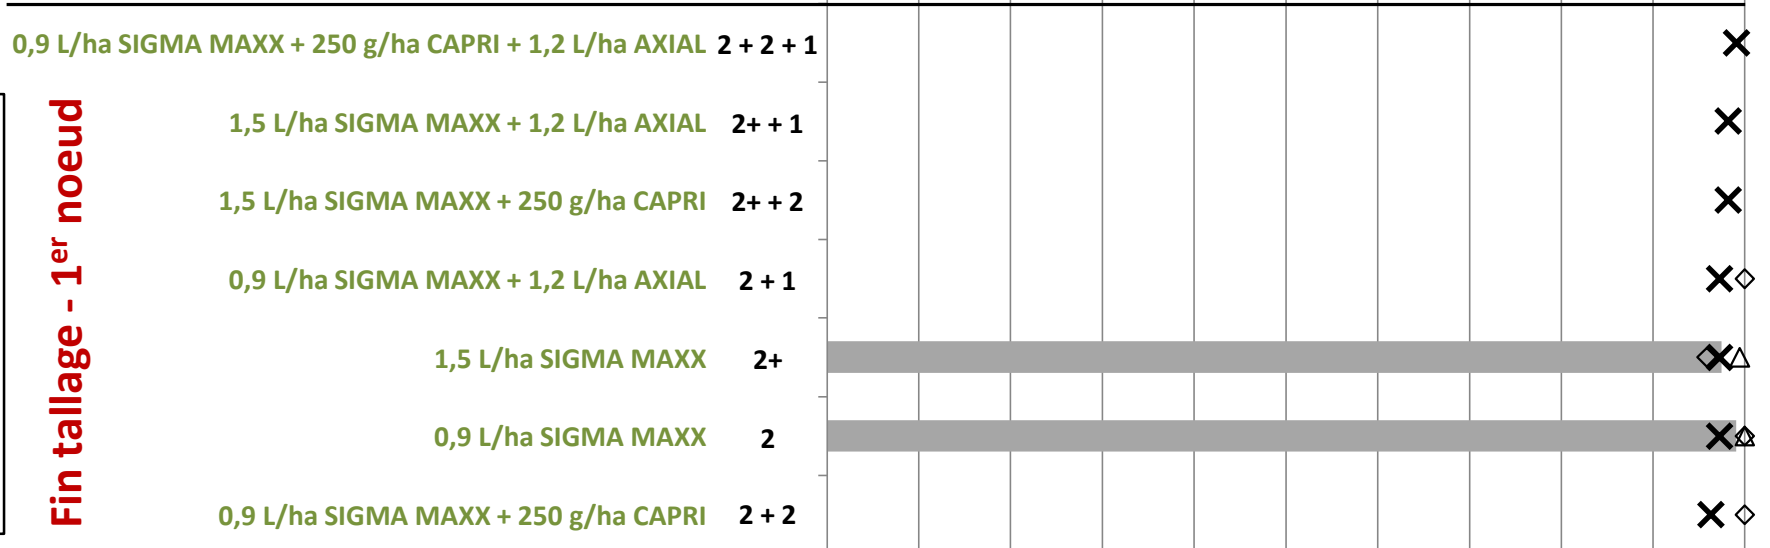 0,9 L/ha SIGMA MAXX + 250 g/ha CAPRI + 1,2 L/ha AXIAL 2 + 2 + 1
1,5 L/ha SIGMA MAXX + 1,2 L/ha AXIAL 2+ + 1
1,5 L/ha SIGMA MAXX + 250 g/ha CAPRI 2+ + 2
0,9 L/ha SIGMA MAXX + 1,2 L/ha AXIAL 2 + 1
1,5 L/ha SIGMA MAXX 2+
0,9 L/ha SIGMA MAXX 2
0,9 L/ha SIGMA MAXX + 250 g/ha CAPRI 2 + 2
Fin tallage - 1er noeud